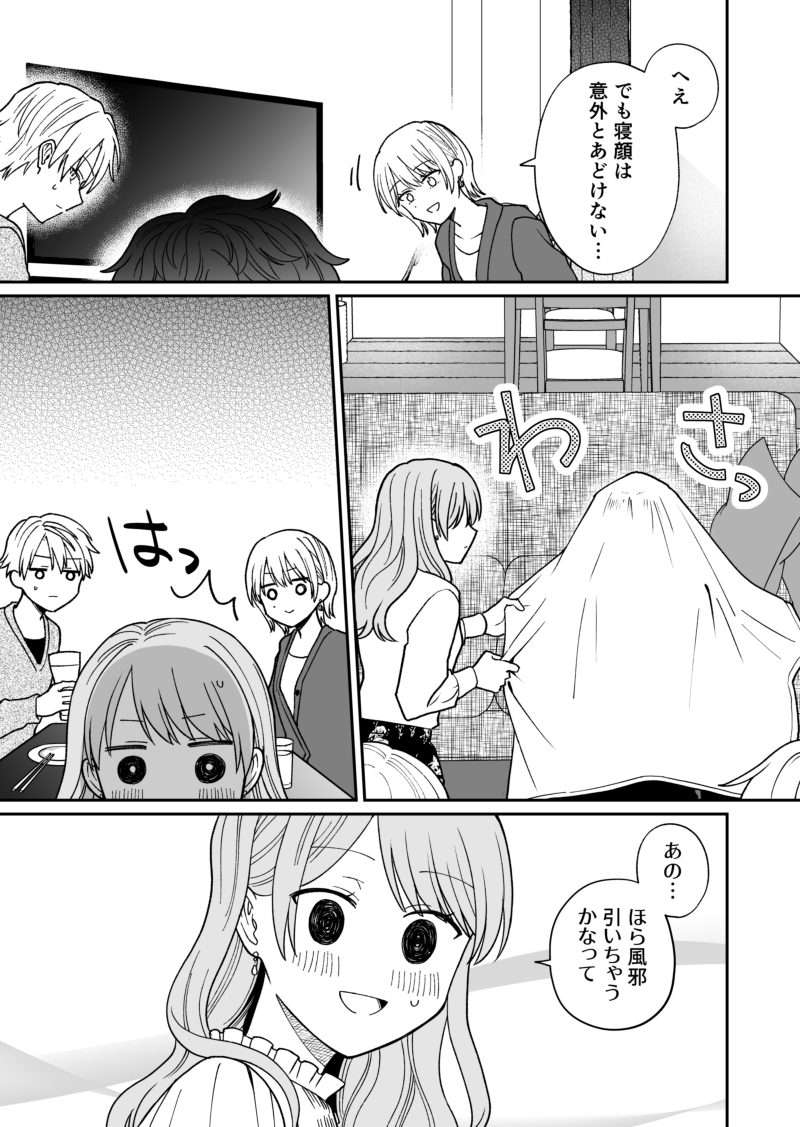 へえ
でも寝顔は
意外とあどけない…
わさっ
はっ
あの…
ほら風邪
引いちゃう
かなって